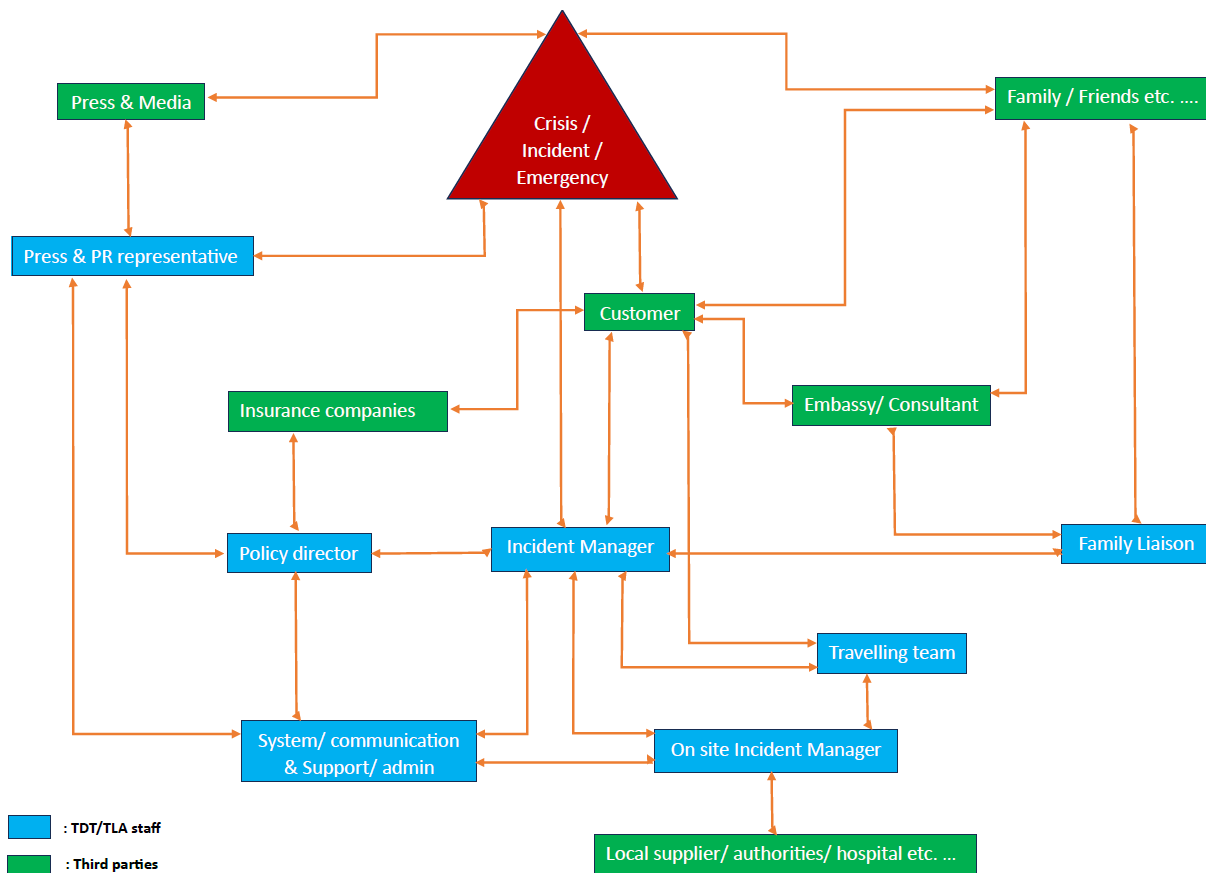 Press & Media
Crisis /
Incident /
Emergency
Family / Friends etc. ….
Press & PR representative
Customer
Insurance companies
Embassy/ Consultant
Policy director
Incident Manager
Family Liaison
Travelling team
System/ communication
& Support/ admin
On site Incident Manager
Local supplier/ authorities/ hospital etc. …
: TDT/TLA staff
: Third parties